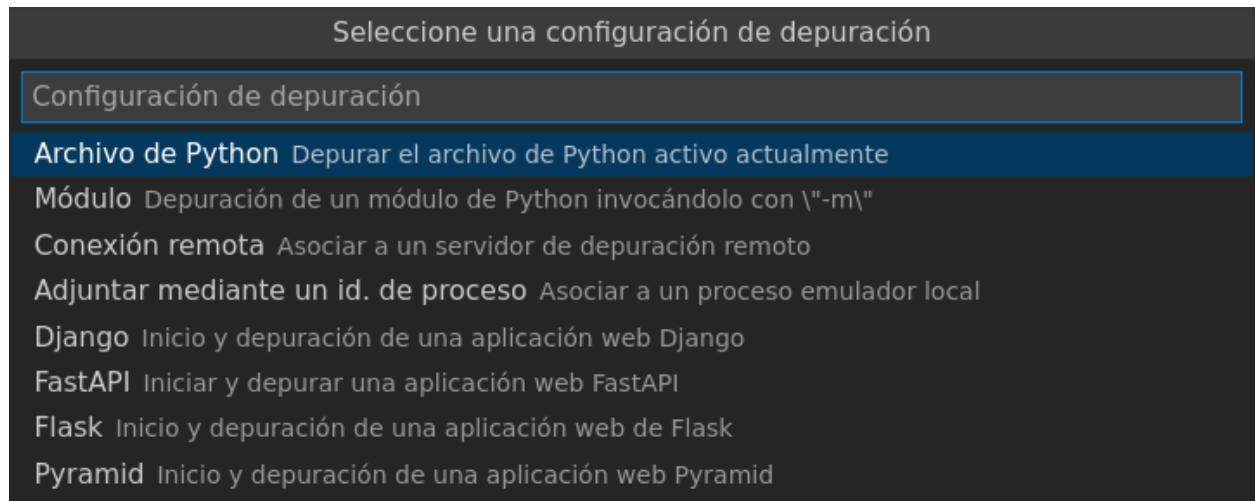 Seleccione una configuración de depuración
Configuración de depuración
Archivo de Python Depurar el archivo de Python activo actualmente
Módulo Depuración de un módulo de Python invocándolo con \"-m\"
Conexión remota Asociar a un servidor de depuración remoto
Adjuntar mediante un id. de proceso Asociar a un proceso emulador local
Django Inicio y depuración de una aplicación web Django
FastAPI Iniciar y depurar una aplicación web FastAPI
Flask Inicio y depuración de una aplicación web de Flask
Pyramid Inicio y depuración de una aplicación web Pyramid